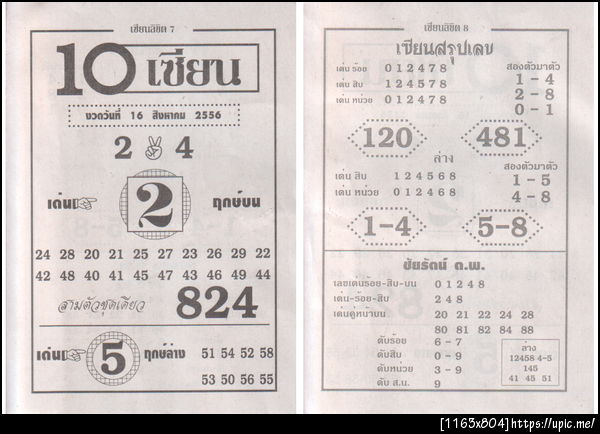 เซียนลิขิต 7
10 เซียน
งวดวันที่ 16 สิงหาคม 2556
2 4
เด่น 2 ฤกษ์บน
24 28 20 21 25 27 23 26 29 22
42 48 40 41 45 47 43 46 49 44
สามตัวชุดเดียว 824
เด่น 5 ฤกษ์ล่าง 51 54 52 58
53 50 56 55
เซียนลิขิต 8
เซียนสรุปเลข
เด่น ร้อย 0 1 2 4 7 8
เด่น สิบ 1 2 4 5 7 8
เด่น หน่วย 0 1 2 4 7 8
สองตัวมาตัว
1 - 4
2 - 8
0 - 1
120 481
ล่าง
เด่น สิบ 1 2 4 5 6 8
เด่น หน่วย 0 1 2 4 6 8
สองตัวมาตัว
1 - 5
4 - 8
1-4 5-8
ชัยรัตน์ ด.พ.
เลขเด่นร้อย-สิบ-บน 0 1 2 4 8
เด่น-ร้อย-สิบ 2 4 8
เด่นคู่หน้าบน 20 21 22 24 28
80 81 82 84 88
ดับร้อย 6 - 7
ดับสิบ 0 - 9
ดับหน่วย 3 - 9
ดับ ส.น. 9
ล่าง
12458 4-5
145
41 45 51
[1163x804]https://upic.me/